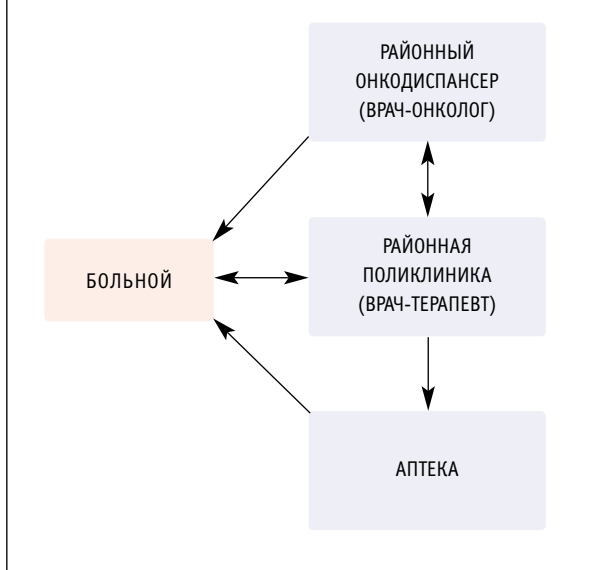 РАЙОННЫЙ
ОНКОДИСПАНСЕР
(ВРАЧ-ОНКОЛОГ)
БОЛЬНОЙ
РАЙОННАЯ
ПОЛИКЛИНИКА
(ВРАЧ-ТЕРАПЕВТ)
АПТЕКА